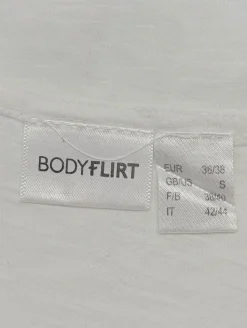 BODYFLIRT
EUR 36/38
GB/US S
F/B 38/40
IT 42/44